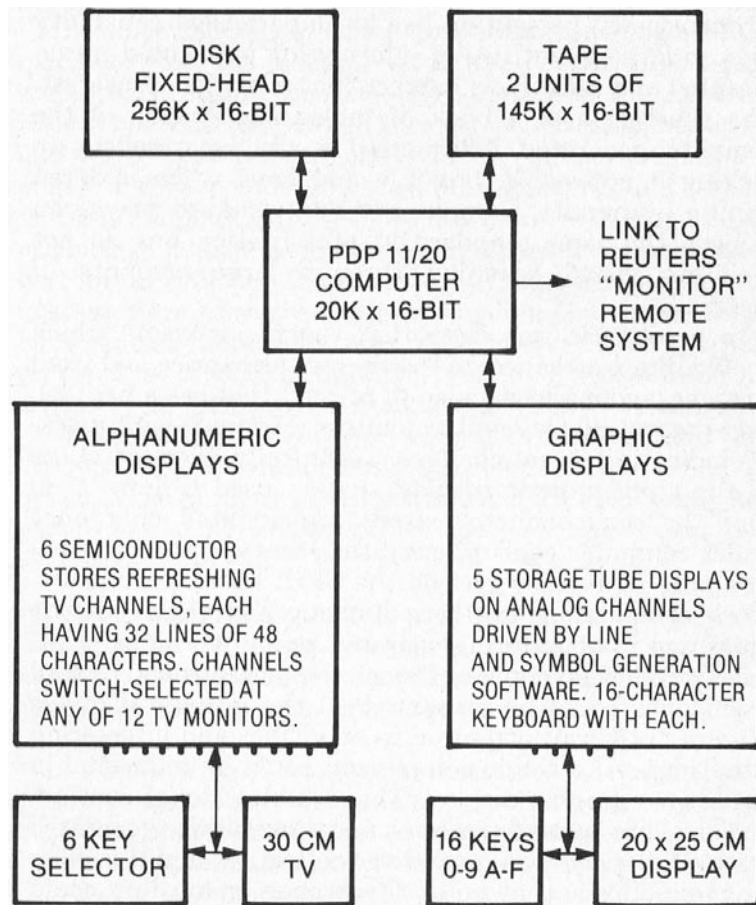 DISK
FIXED-HEAD
256K x 16-BIT
TAPE
2 UNITS OF
145K x 16-BIT
PDP 11/20
COMPUTER
20K x 16-BIT
LINK TO
REUTERS
"MONITOR"
REMOTE
SYSTEM
ALPHANUMERIC
DISPLAYS
6 SEMICONDUCTOR
STORES REFRESHING
TV CHANNELS, EACH
HAVING 32 LINES OF 48
CHARACTERS. CHANNELS
SWITCH-SELECTED AT
ANY OF 12 TV MONITORS.
GRAPHIC
DISPLAYS
5 STORAGE TUBE DISPLAYS
ON ANALOG CHANNELS
DRIVEN BY LINE
AND SYMBOL GENERATION
SOFTWARE. 16-CHARACTER
KEYBOARD WITH EACH.
6 KEY
SELECTOR
30 CM
TV
16 KEYS
0-9 A-F
20 x 25 CM
DISPLAY